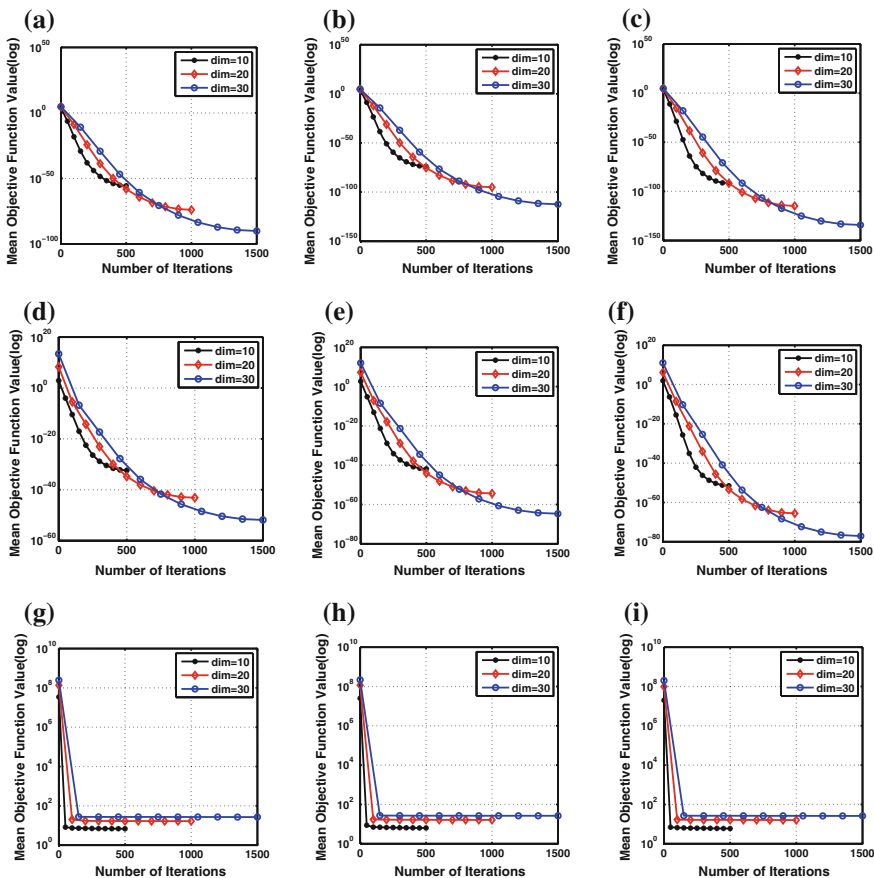 (a)
Mean Objective Function Value(log)
10^50
10^0
10^−50
10^−100
0 500 1000 1500
Number of Iterations
dim=10
dim=20
dim=30
(b)
Mean Objective Function Value(log)
10^50
10^0
10^−50
10^−100
10^−150
0 500 1000 1500
Number of Iterations
dim=10
dim=20
dim=30
(c)
Mean Objective Function Value(log)
10^50
10^0
10^−50
10^−100
10^−150
0 500 1000 1500
Number of Iterations
dim=10
dim=20
dim=30
(d)
Mean Objective Function Value(log)
10^20
10^0
10^−20
10^−40
10^−60
0 500 1000 1500
Number of Iterations
dim=10
dim=20
dim=30
(e)
Mean Objective Function Value(log)
10^20
10^0
10^−20
10^−40
10^−60
10^−80
0 500 1000 1500
Number of Iterations
dim=10
dim=20
dim=30
(f)
Mean Objective Function Value(log)
10^20
10^0
10^−20
10^−40
10^−60
10^−80
0 500 1000 1500
Number of Iterations
dim=10
dim=20
dim=30
(g)
Mean Objective Function Value(log)
10^10
10^8
10^6
10^4
10^2
10^0
0 500 1000 1500
Number of Iterations
dim=10
dim=20
dim=30
(h)
Mean Objective Function Value(log)
10^10
10^8
10^6
10^4
10^2
10^0
0 500 1000 1500
Number of Iterations
dim=10
dim=20
dim=30
(i)
Mean Objective Function Value(log)
10^10
10^8
10^6
10^4
10^2
10^0
0 500 1000 1500
Number of Iterations
dim=10
dim=20
dim=30